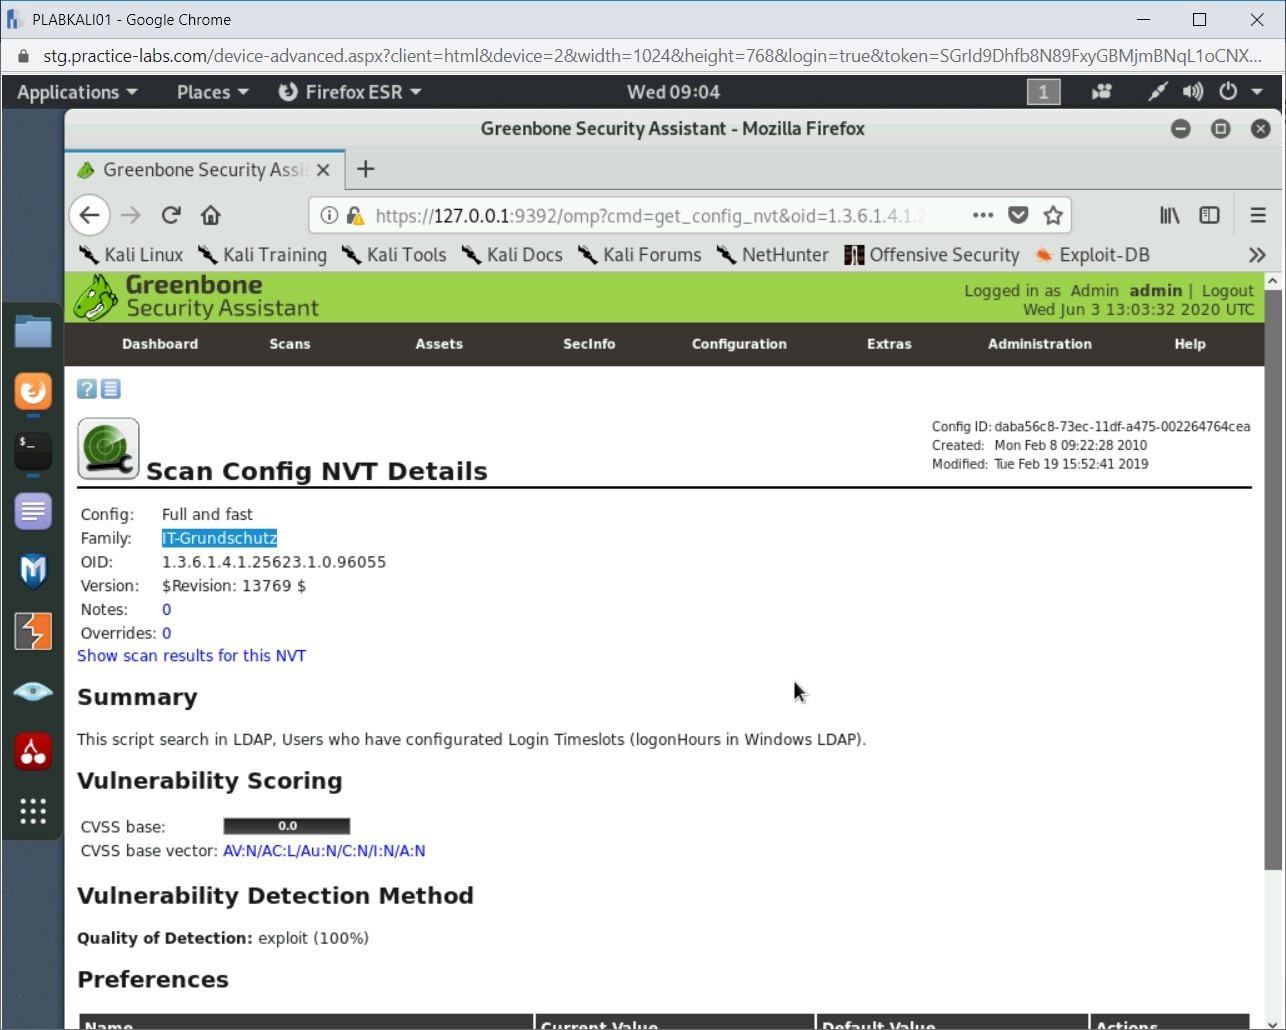 PLABKALI01 - Google Chrome
stg.practice-labs.com/device-advanced.aspx?client=html&device=2&width=1024&height=768&login=true&token=SGrId9Dhfb8N89FxyGBMjmBNqL1oCNX...
Applications Places Firefox ESR Wed 09:04 1
Greenbone Security Assistant - Mozilla Firefox
Greenbone Security Assis
https://127.0.0.1:9392/omp?cmd=get_config_nvt&oid=1.3.6.1.4.1.2
Kali Linux Kali Training Kali Tools Kali Docs Kali Forums NetHunter Offensive Security Exploit-DB
Greenbone
Security Assistant
Logged in as Admin admin | Logout
Wed Jun 3 13:03:32 2020 UTC
Dashboard Scans Assets SecInfo Configuration Extras Administration Help
?
Config ID: daba56c8-73ec-11df-a475-002264764cea
Created: Mon Feb 8 09:22:28 2010
Modified: Tue Feb 19 15:52:41 2019
Scan Config NVT Details
Config: Full and fast
Family: IT-Grundschutz
OID: 1.3.6.1.4.1.25623.1.0.96055
Version: $Revision: 13769 $
Notes: 0
Overrides: 0
Show scan results for this NVT
Summary
This script search in LDAP, Users who have configurated Login Timeslots (logonHours in Windows LDAP).
Vulnerability Scoring
CVSS base: 0.0
CVSS base vector: AV:N/AC:L/Au:N/C:N/I:N/A:N
Vulnerability Detection Method
Quality of Detection: exploit (100%)
Preferences
Name Current Value Default Value Actions